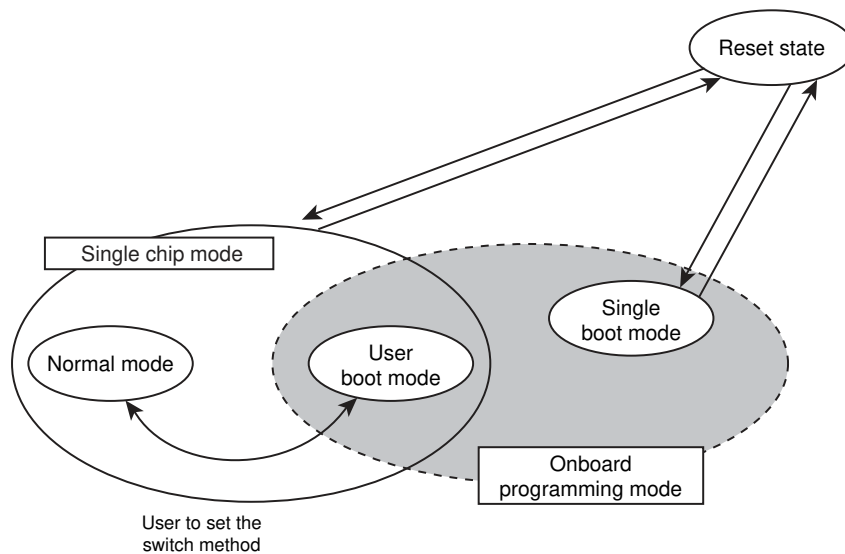 Reset state
Single chip mode
Single
boot mode
Normal mode
User
boot mode
Onboard
programming mode
User to set the
switch method